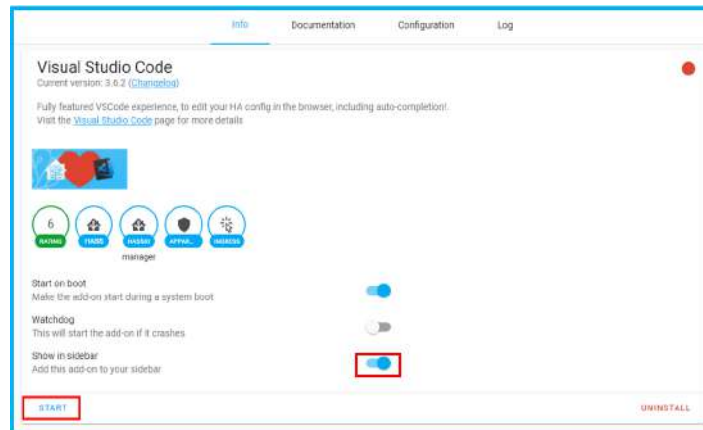 Info Documentation Configuration Log
Visual Studio Code
Current version: 3.6.2 (Changelog)
Fully featured VSCode experience, to edit your HA config in the browser, including auto-completion!.
Visit the Visual Studio Code page for more details
6
RATING HASS HASSIO APPAR... INGRESS
manager
Start on boot
Make the add-on start during a system boot
Watchdog
This will start the add-on if it crashes
Show in sidebar
Add this add-on to your sidebar
START UNINSTALL